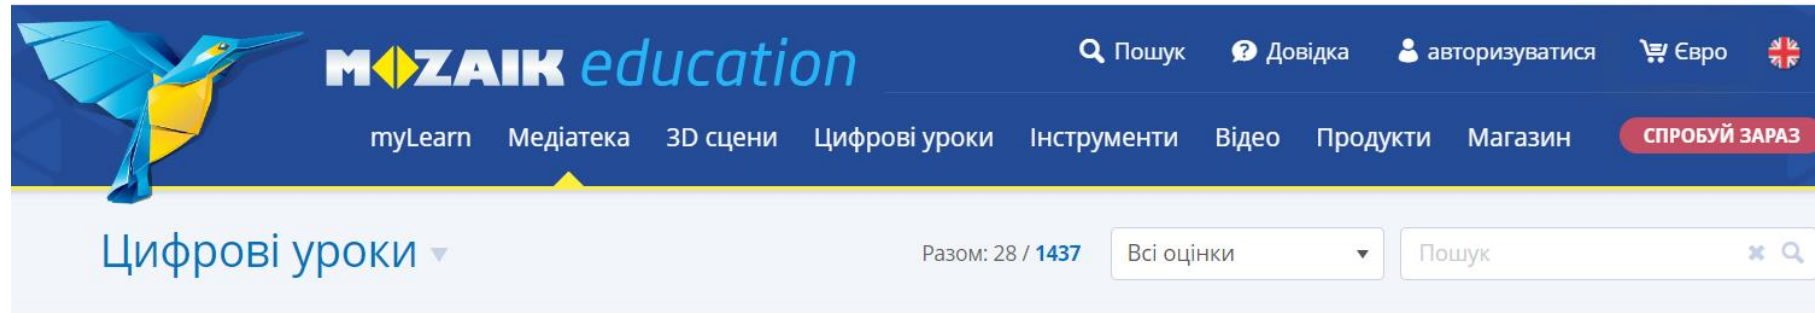 MOZAIK education
Пошук Довідка авторизуватися Євро
myLearn Медіатека 3D сцени Цифрові уроки Інструменти Відео Продукти Магазин СПРОБУЙ ЗАРАЗ
Цифрові уроки Разом: 28 / 1437 Всі оцінки Пошук